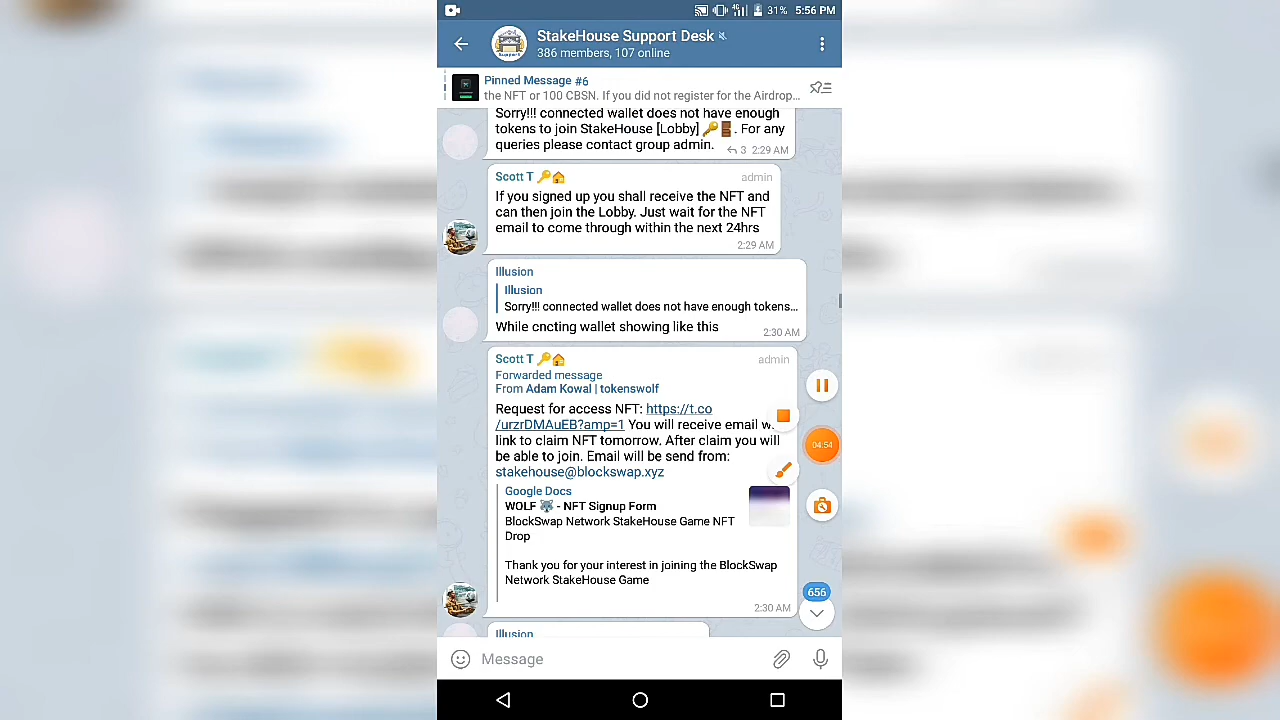 31% 5:56 PM
StakeHouse Support Desk
386 members, 107 online
Pinned Message #6
the NFT or 100 CBSN. If you did not register for the Airdrop...
Sorry!!! connected wallet does not have enough
tokens to join StakeHouse [Lobby] 🔑🚪. For any
queries please contact group admin.
3 2:29 AM
Scott T 🔑🏠 admin
If you signed up you shall receive the NFT and
can then join the Lobby. Just wait for the NFT
email to come through within the next 24hrs
2:29 AM
Illusion
Illusion
Sorry!!! connected wallet does not have enough tokens...
While cncting wallet showing like this
2:30 AM
Scott T 🔑🏠 admin
Forwarded message
From Adam Kowal | tokenswolf
Request for access NFT: https://t.co
/urzrDMAuEB?amp=1 You will receive email w
link to claim NFT tomorrow. After claim you will
be able to join. Email will be send from:
stakehouse@blockswap.xyz
Google Docs
WOLF 🐺 - NFT Signup Form
BlockSwap Network StakeHouse Game NFT
Drop
Thank you for your interest in joining the BlockSwap
Network StakeHouse Game
2:30 AM
04:54
656
Illusion
Message